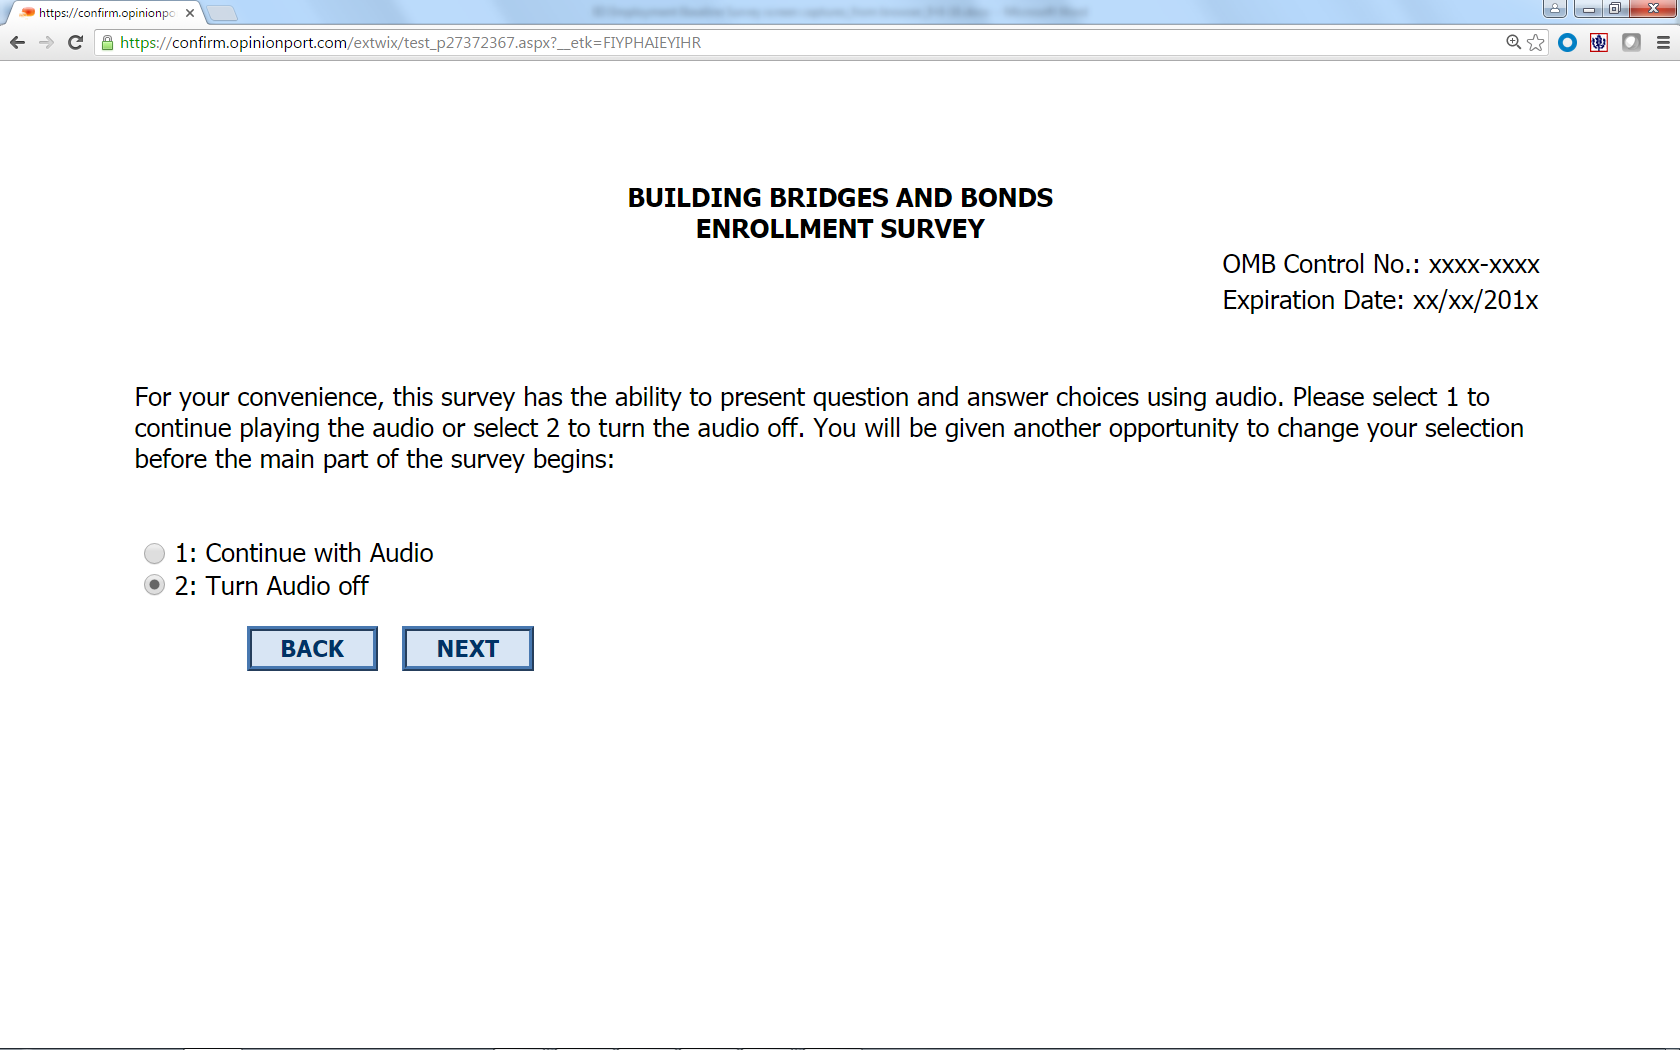 https://confirm.opinionpo
https://confirm.opinionport.com/extwix/test_p27372367.aspx?__etk=FIYPHAIEYIHR
BUILDING BRIDGES AND BONDS
ENROLLMENT SURVEY
OMB Control No.: xxxx-xxxx
Expiration Date: xx/xx/201x
For your convenience, this survey has the ability to present question and answer choices using audio. Please select 1 to
continue playing the audio or select 2 to turn the audio off. You will be given another opportunity to change your selection
before the main part of the survey begins:
1: Continue with Audio
2: Turn Audio off
BACK NEXT